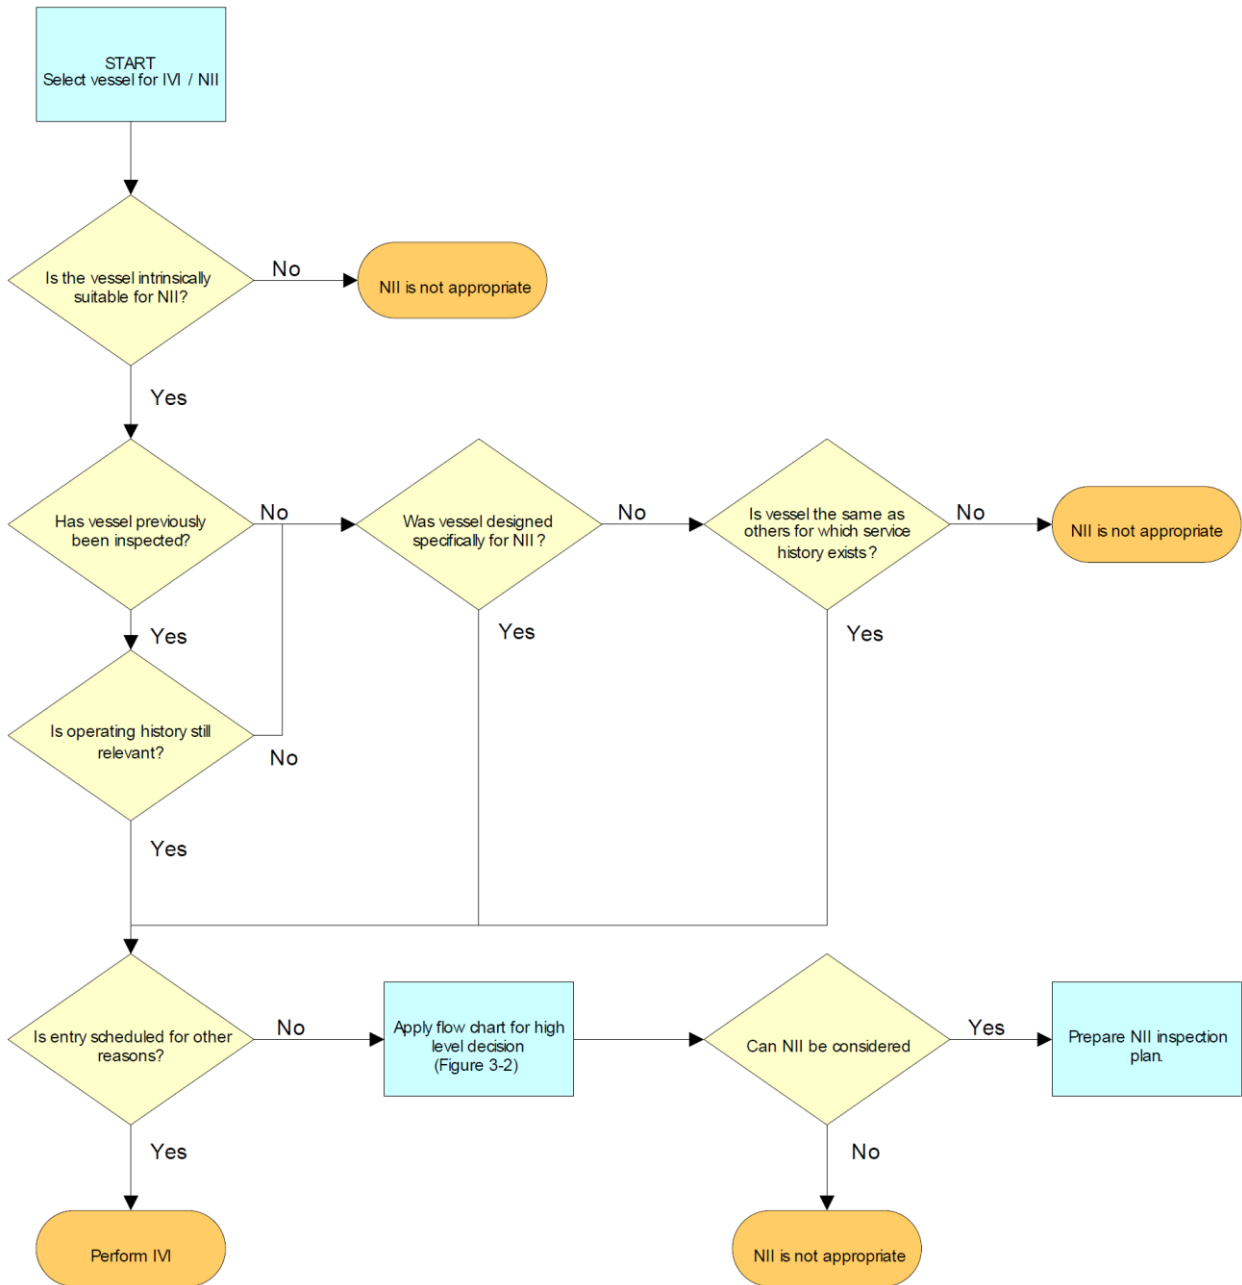 START
Select vessel for IVI / NII
Is the vessel intrinsically
suitable for NII?
No
NII is not appropriate
Yes
Has vessel previously
been inspected?
No
Was vessel designed
specifically for NII?
No
Is vessel the same as
others for which service
history exists?
No
NII is not appropriate
Yes
Yes
Yes
Is operating history still
relevant?
No
Yes
Is entry scheduled for other
reasons?
No
Apply flow chart for high
level decision
(Figure 3-2)
Can NII be considered
Yes
Prepare NII inspection
plan.
Yes
No
Perform IVI
NII is not appropriate